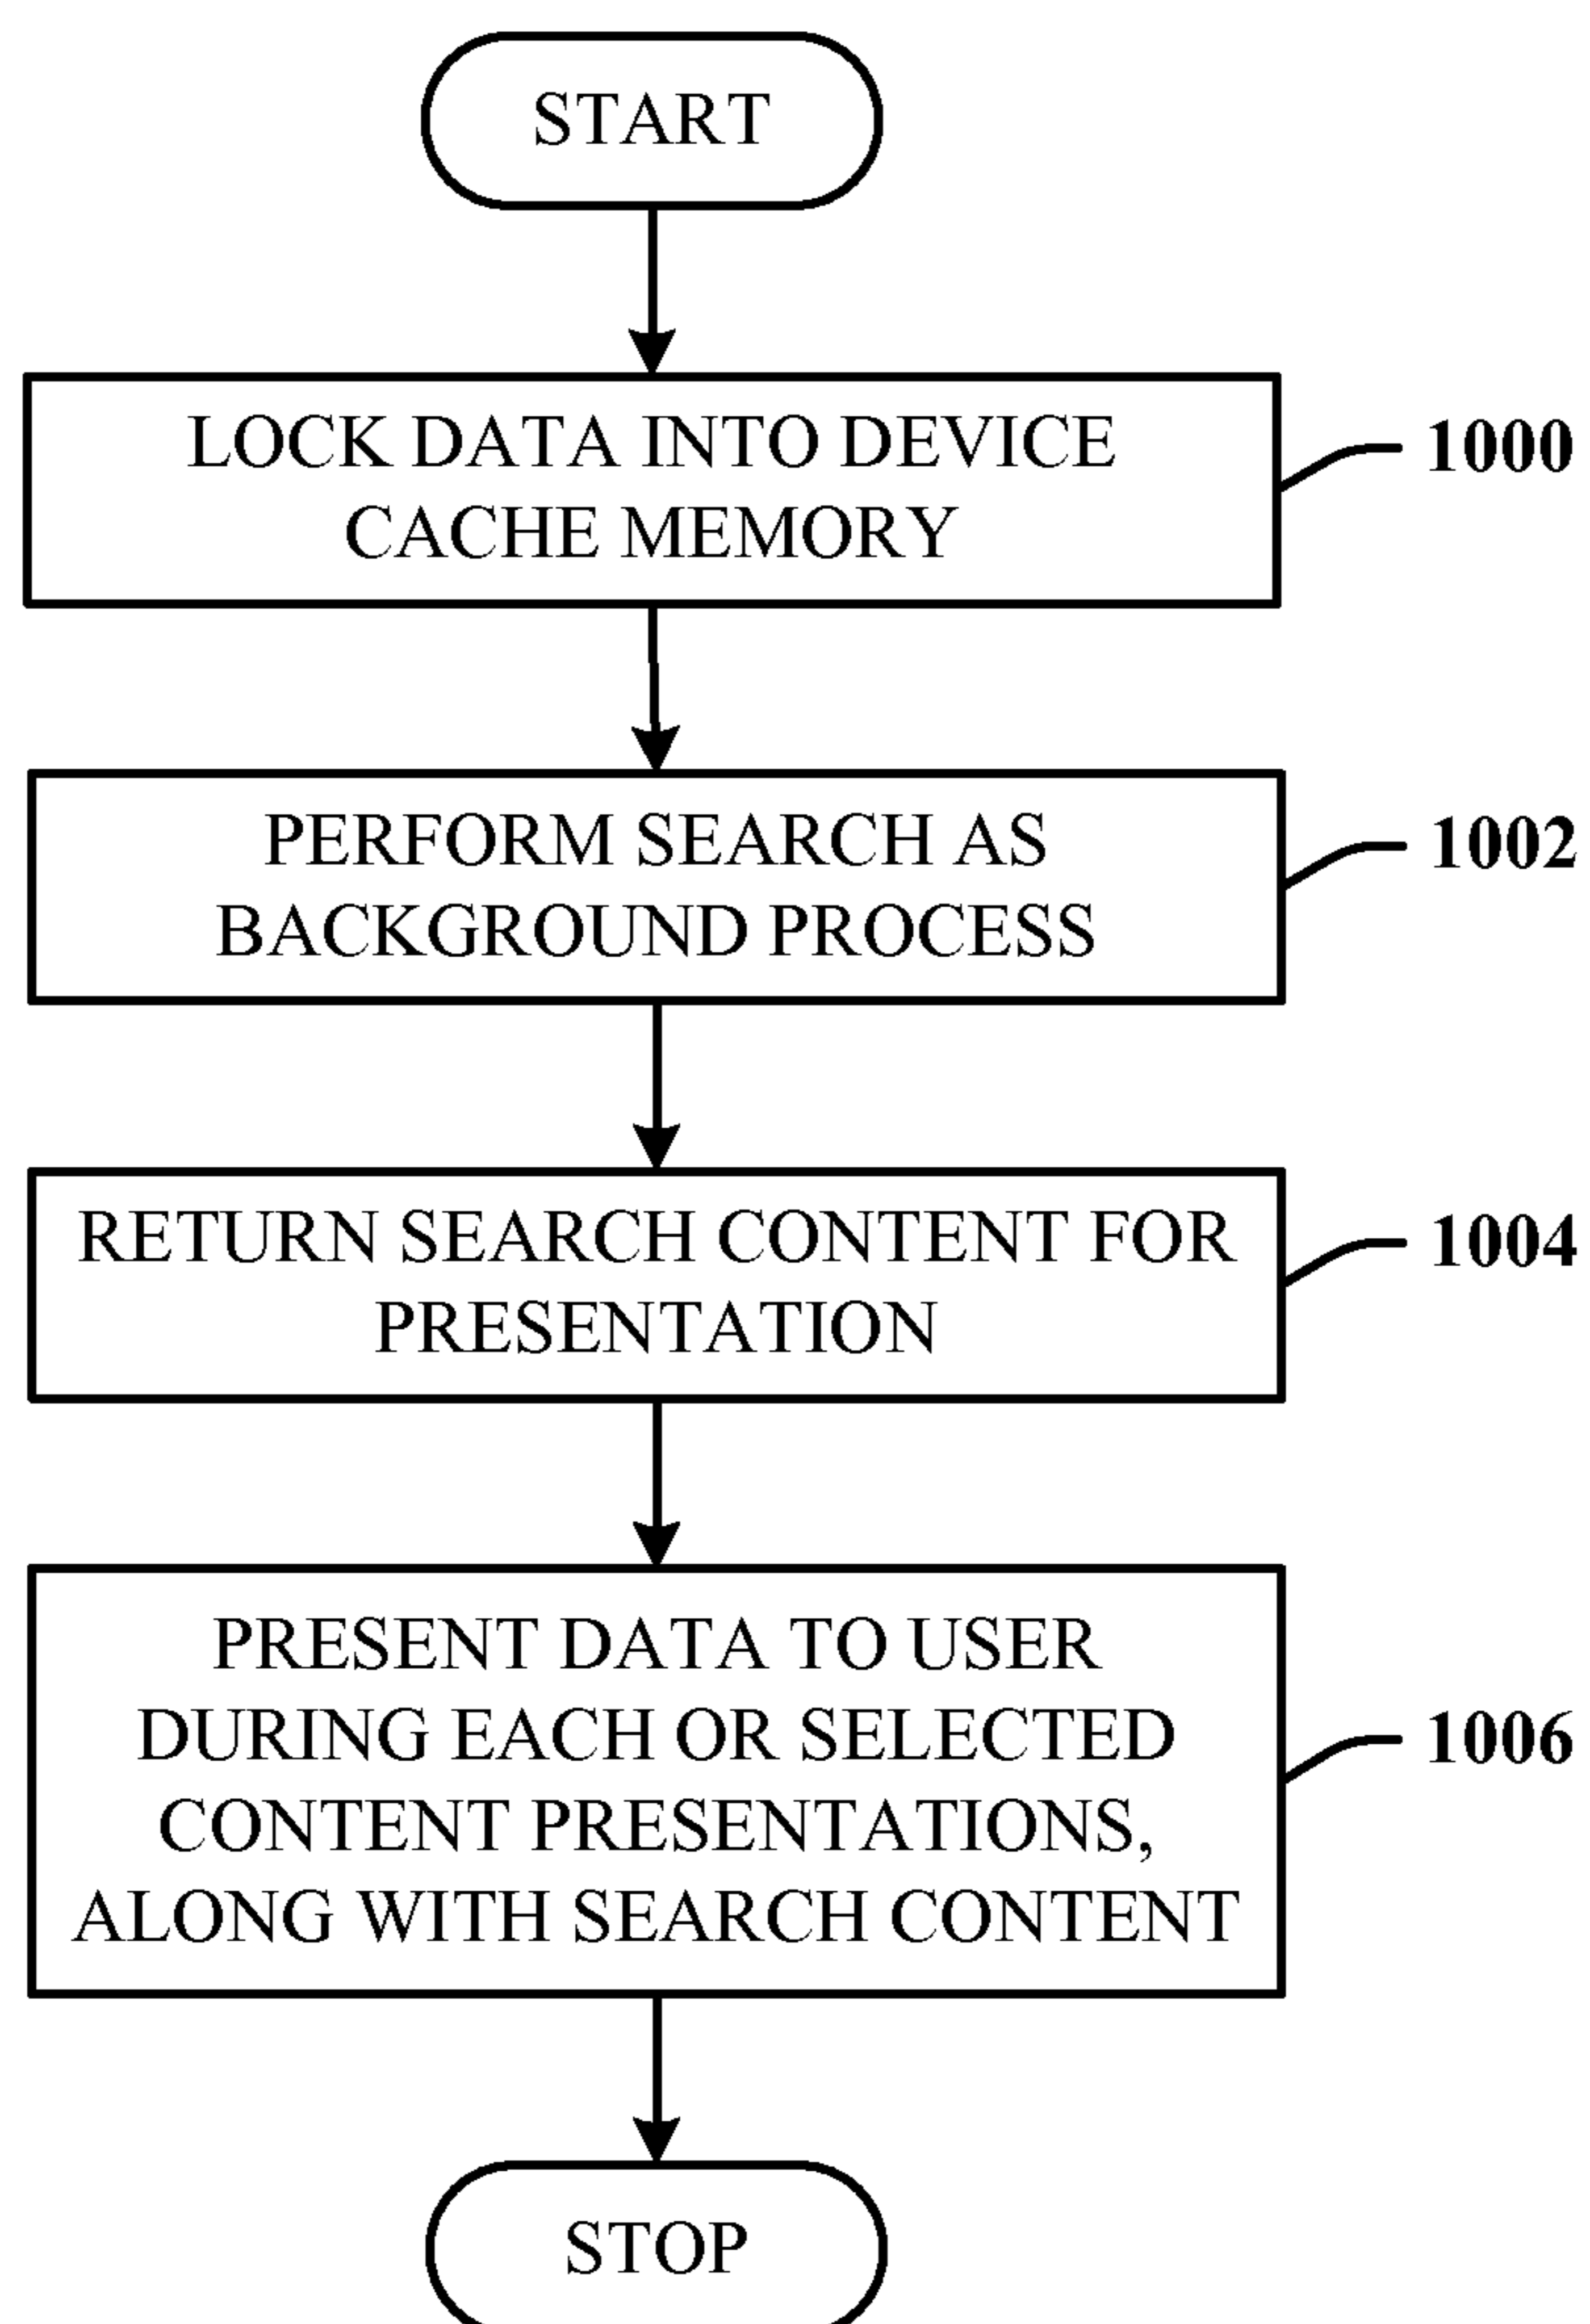 START
LOCK DATA INTO DEVICE
CACHE MEMORY
1000
PERFORM SEARCH AS
BACKGROUND PROCESS
1002
RETURN SEARCH CONTENT FOR
PRESENTATION
1004
PRESENT DATA TO USER
DURING EACH OR SELECTED
CONTENT PRESENTATIONS,
ALONG WITH SEARCH CONTENT
1006
STOP